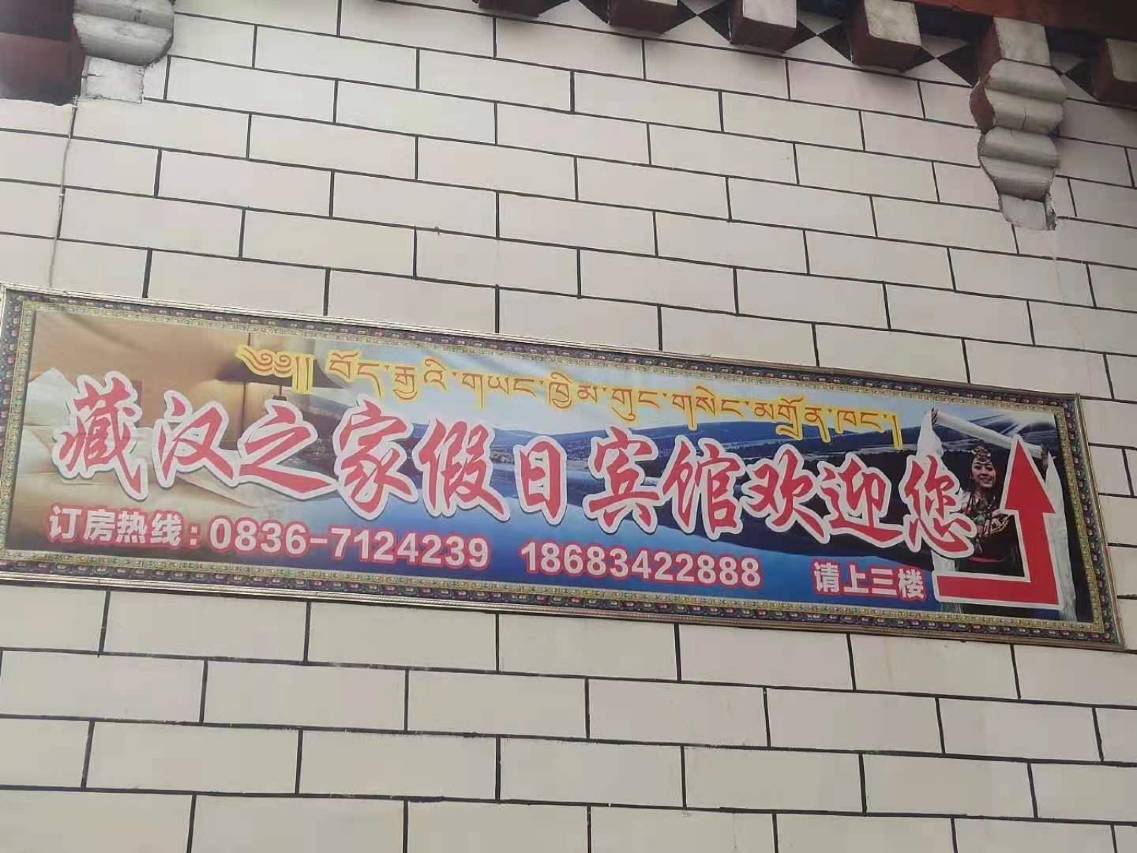 ༄༅།། བོད་རྒྱའི་གཡང་ཁྱིམ་གུང་གསེང་མགྲོན་ཁང་།
藏汉之家假日宾馆欢迎您
订房热线：0836-7124239 18683422888 请上三楼